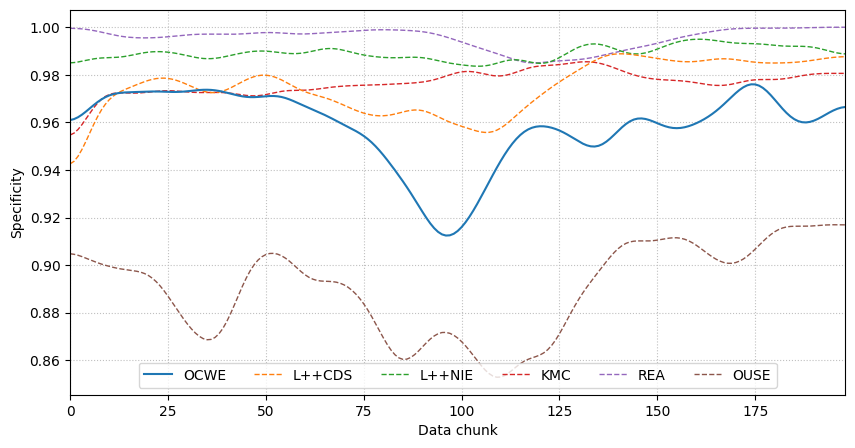 1.00
0.98
0.96
0.94
0.92
0.90
0.88
0.86
Specificity
OCWE L++CDS L++NIE KMC REA OUSE
0 25 50 75 100 125 150 175
Data chunk